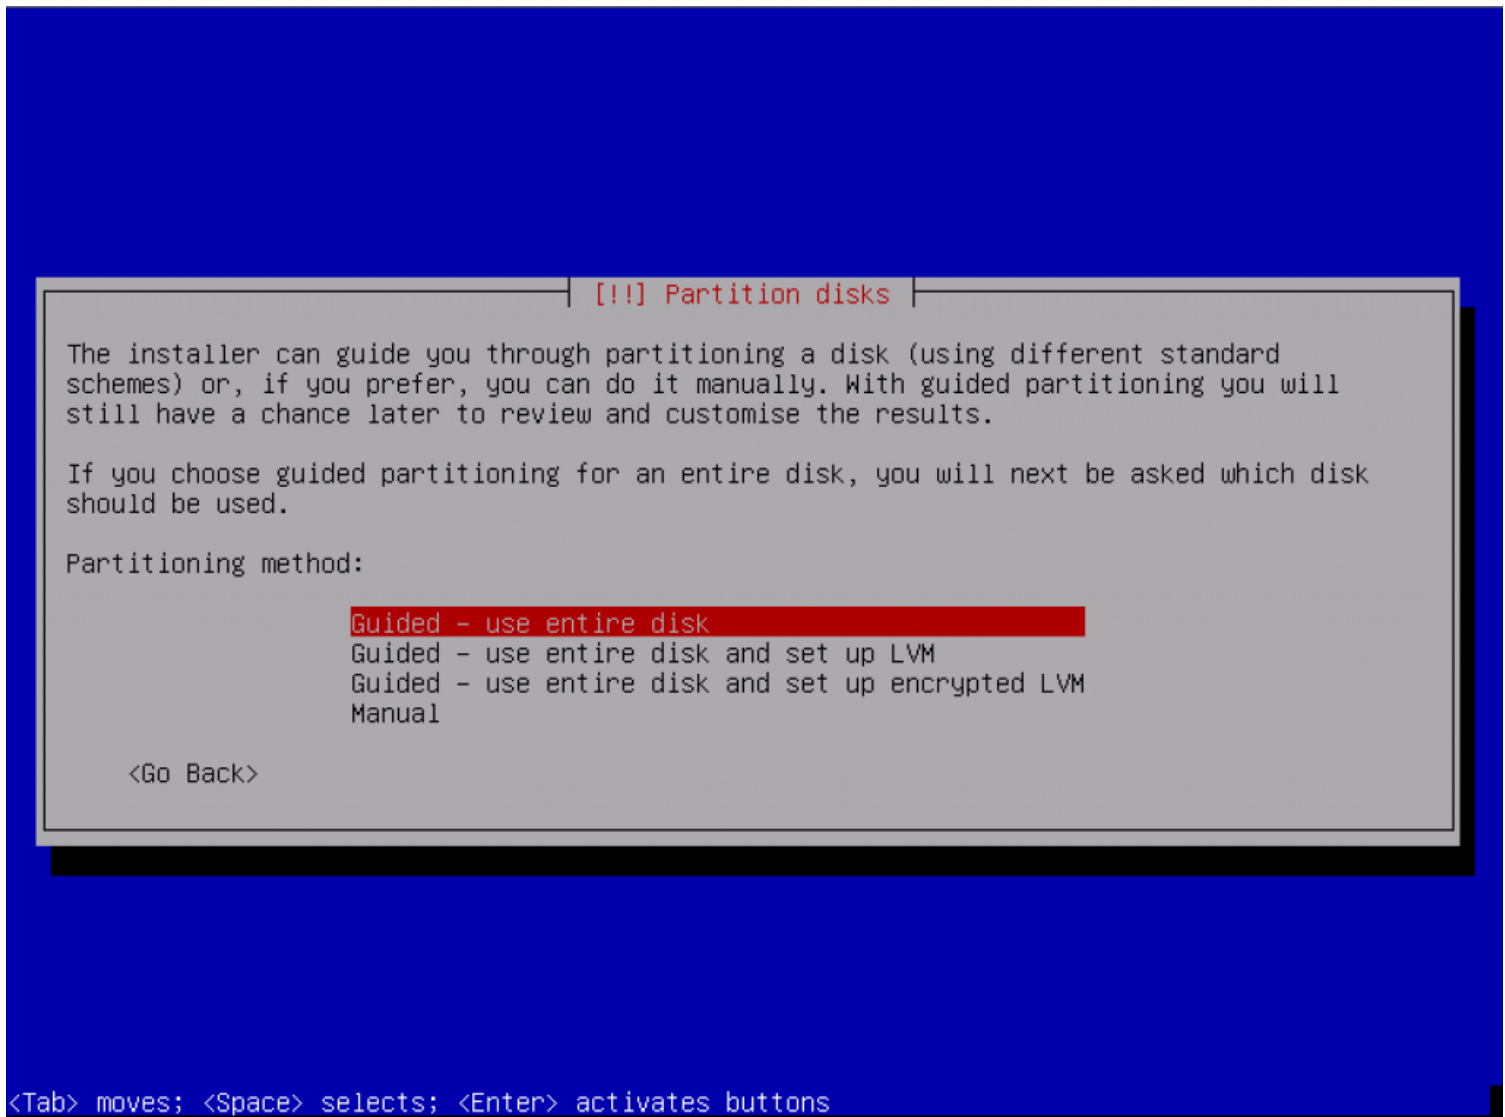 [!!] Partition disks
The installer can guide you through partitioning a disk (using different standard
schemes) or, if you prefer, you can do it manually. With guided partitioning you will
still have a chance later to review and customise the results.
If you choose guided partitioning for an entire disk, you will next be asked which disk
should be used.
Partitioning method:
Guided - use entire disk
Guided - use entire disk and set up LVM
Guided - use entire disk and set up encrypted LVM
Manual
<Go Back>
<Tab> moves; <Space> selects; <Enter> activates buttons